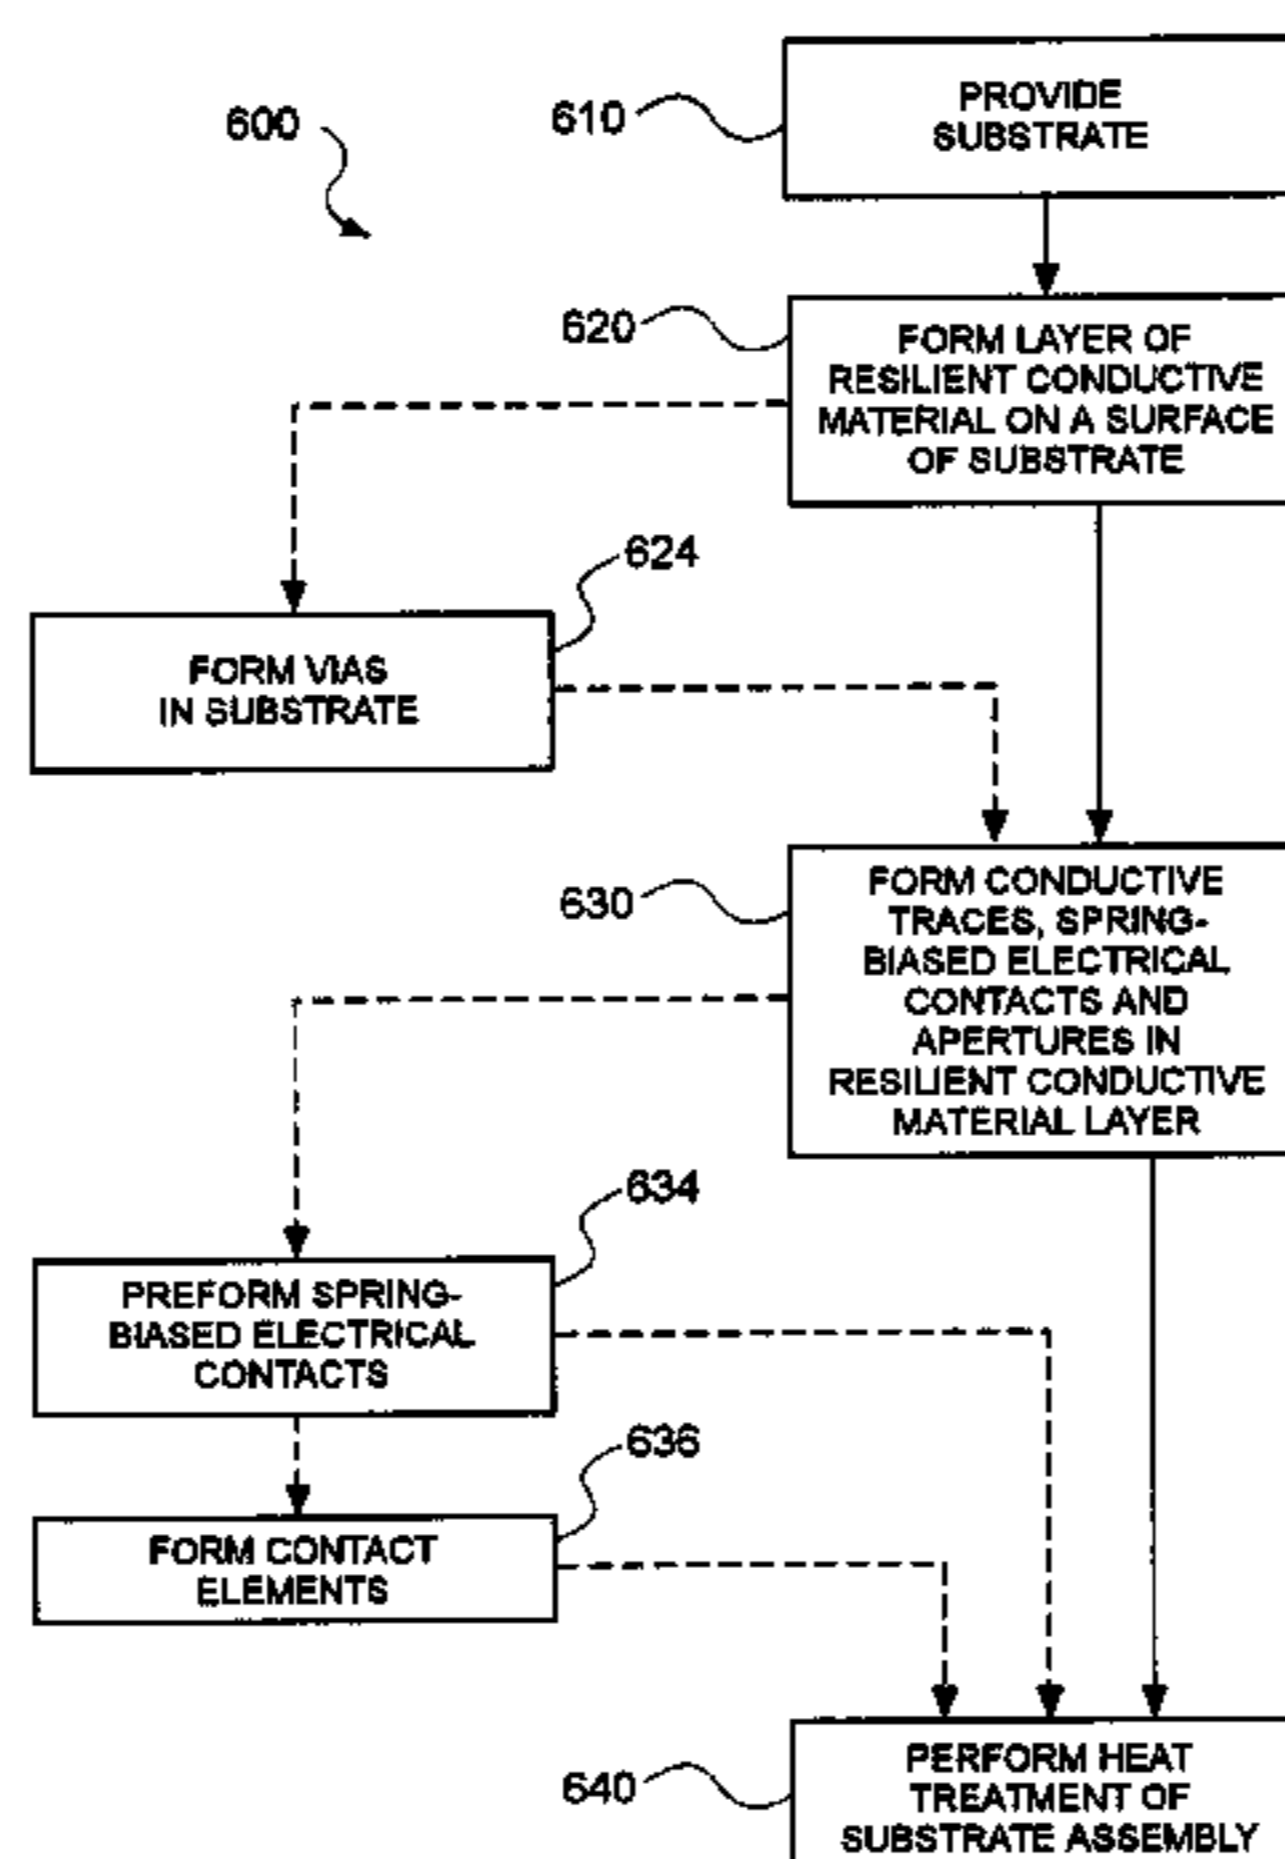 600
610
PROVIDE
SUBSTRATE
620
FORM LAYER OF
RESILIENT CONDUCTIVE
MATERIAL ON A SURFACE
OF SUBSTRATE
624
FORM VIAS
IN SUBSTRATE
630
FORM CONDUCTIVE
TRACES, SPRING-
BIASED ELECTRICAL
CONTACTS AND
APERTURES IN
RESILIENT CONDUCTIVE
MATERIAL LAYER
634
PREFORM SPRING-
BIASED ELECTRICAL
CONTACTS
636
FORM CONTACT
ELEMENTS
640
PERFORM HEAT
TREATMENT OF
SUBSTRATE ASSEMBLY